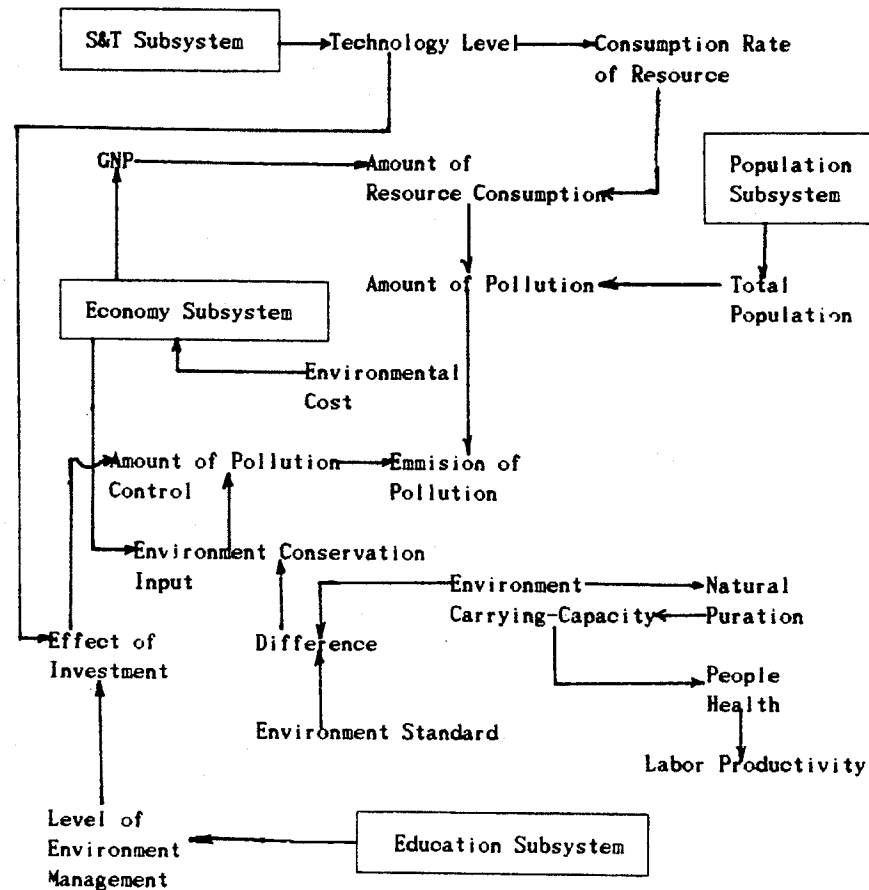 S&T Subsystem
Technology Level
Consumption Rate
of Resource
GNP
Amount of
Resource Consumption
Population
Subsystem
Amount of Pollution
Total
Population
Economy Subsystem
Environmental
Cost
Amount of Pollution
Control
Emmision of
Pollution
Environment Conservation
Input
Environment
Carrying-Capacity
Natural
Puration
Effect of
Investment
Difference
People
Health
Environment Standard
Labor Productivity
Level of
Environment
Management
Education Subsystem